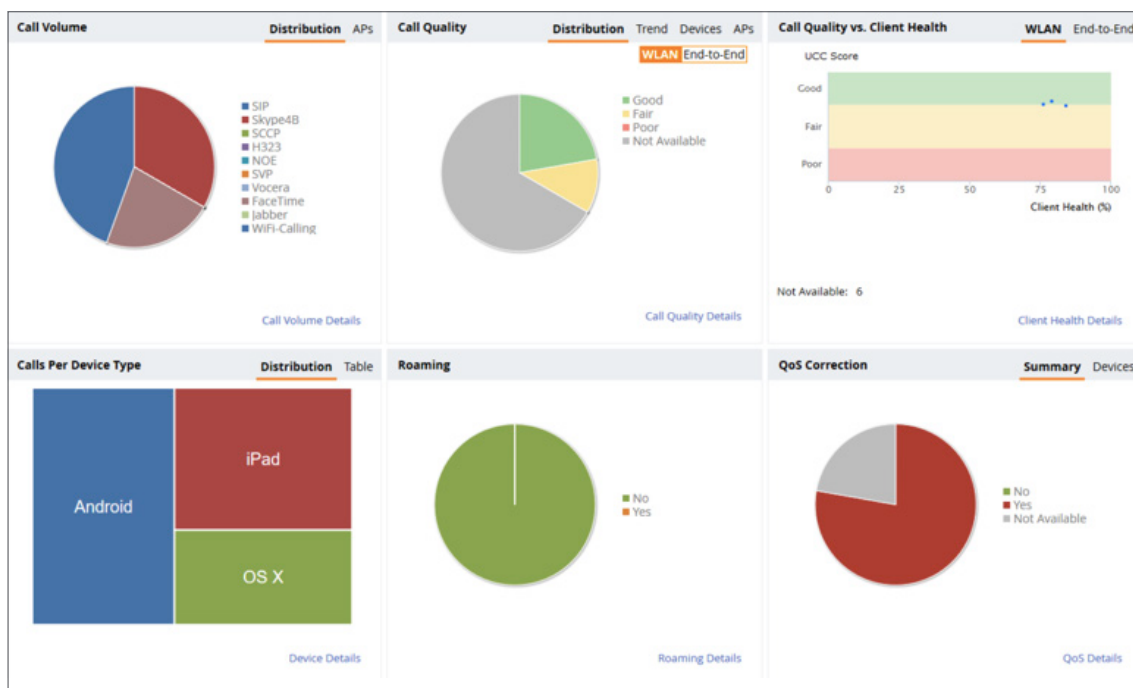 Call Volume
Distribution APs
SIP
Skype4B
SCCP
H323
NOE
SVP
Vocera
FaceTime
Jabber
WiFi-Calling
Call Volume Details
Call Quality
Distribution Trend Devices APs
WLAN End-to-End
Good
Fair
Poor
Not Available
Call Quality Details
Call Quality vs. Client Health
WLAN End-to-End
UCC Score
Good
Fair
Poor
0 25 50 75 100
Client Health (%)
Not Available: 6
Client Health Details
Calls Per Device Type
Distribution Table
Android
iPad
OS X
Device Details
Roaming
No
Yes
Roaming Details
QoS Correction
Summary Devices
No
Yes
Not Available
QoS Details